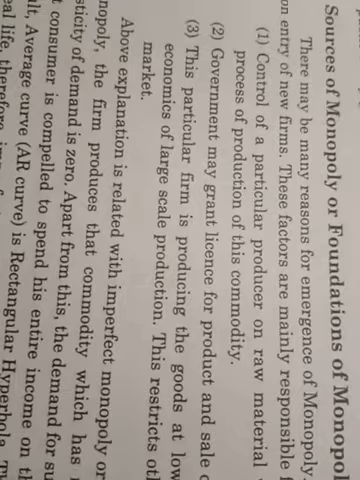 Sources of Monopoly or Foundations of Monopol
There may be many reasons for emergence of Monopoly.
on entry of new firms. These factors are mainly responsible f
(1) Control of a particular producer on raw material
process of production of this commodity.
(2) Government may grant licence for product and sale o
(3) This particular firm is producing the goods at low
economics of large scale production. This restricts oth
market.
Above explanation is related with imperfect monopoly or
nopoly, the firm produces that commodity which has
sticity of demand is zero. Apart from this, the demand for su
t consumer is compelled to spend his entire income on th
alt, Average curve (AR curve) is Rectangular Hyperbola. Th
eal life, therefore